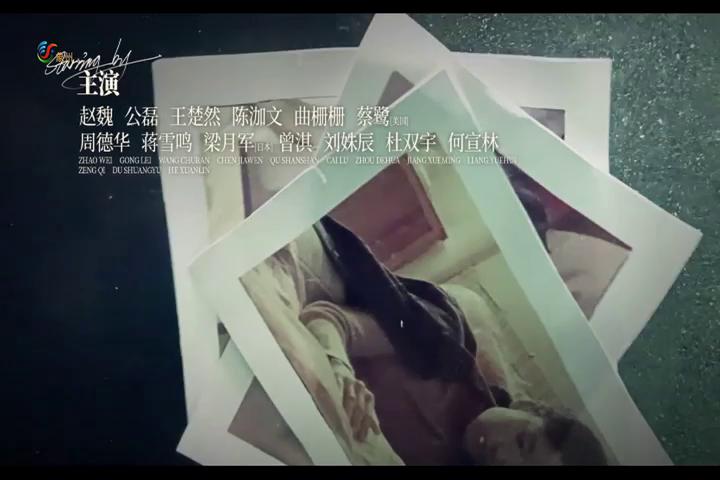 Starring by
主演
赵魏 公磊 王楚然 陈泇文 曲栅栅 蔡鹭[美国]
周德华 蒋雪鸣 梁月军[日本] 曾淇 刘姝辰 杜双宇 何宣林
ZHAO WEI GONG LEI WANG CHURAN CHEN JIAWEN QU SHANSHAN CAI LU ZHOU DEHUA JIANG XUEMING LIANG YUEHUA
ZENG QI DU SHUANGYU HE XUANLIN